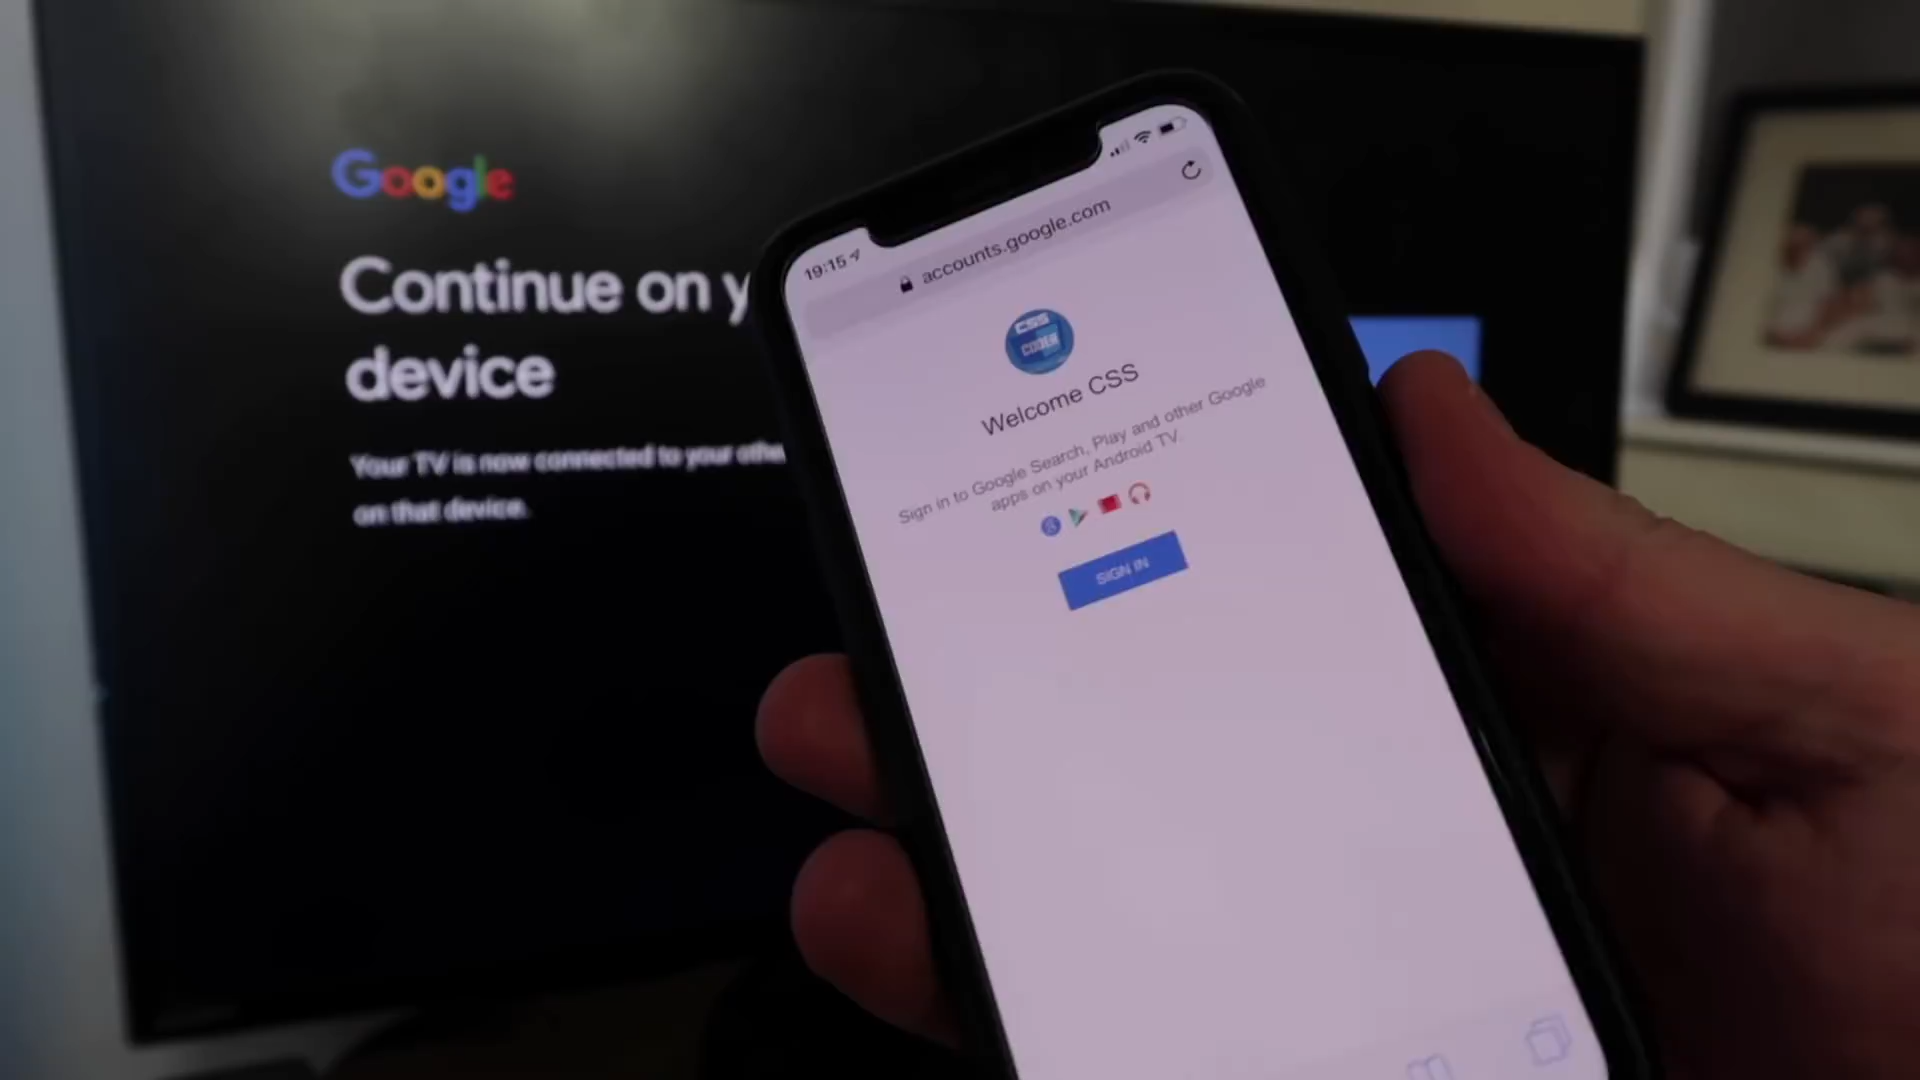 Google
Continue on y
device
Your TV is now connected to your othe
on that device.
19:15
accounts.google.com
CSS
CODER
Welcome CSS
Sign in to Google Search, Play and other Google
apps on your Android TV.
SIGN IN